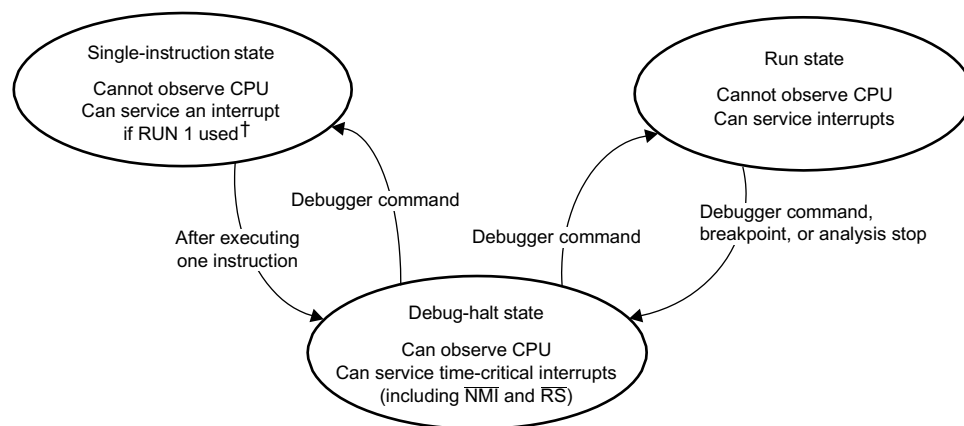 Single-instruction state
Cannot observe CPU
Can service an interrupt
if RUN 1 used†
Run state
Cannot observe CPU
Can service interrupts
Debugger command
After executing
one instruction
Debugger command
Debugger command,
breakpoint, or analysis stop
Debug-halt state
Can observe CPU
Can service time-critical interrupts
(including N̅M̅I̅ and R̅S̅)